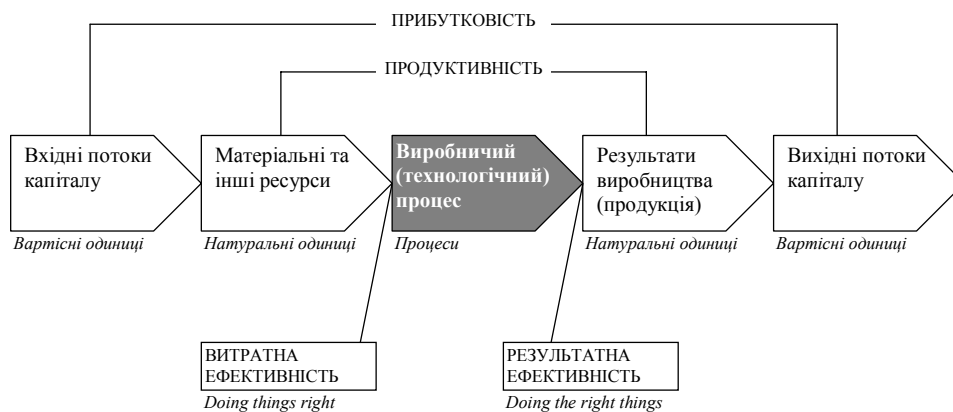 ПРИБУТКОВІСТЬ
ПРОДУКТИВНІСТЬ
Вхідні потоки
капіталу
Матеріальні та
інші ресурси
Виробничий
(технологічний)
процес
Результати
виробництва
(продукція)
Вихідні потоки
капіталу
Вартісні одиниці
Натуральні одиниці
Процеси
Натуральні одиниці
Вартісні одиниці
ВИТРАТНА
ЕФЕКТИВНІСТЬ
РЕЗУЛЬТАТНА
ЕФЕКТИВНІСТЬ
Doing things right
Doing the right things